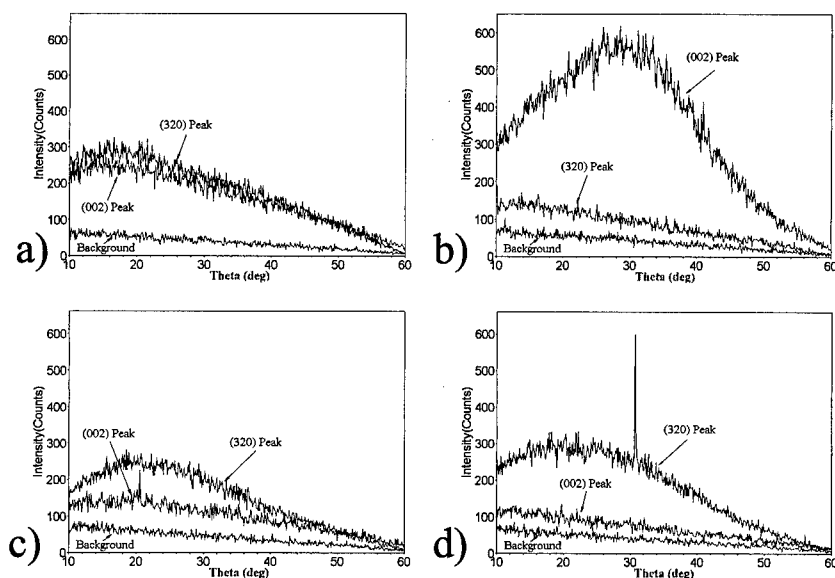 600
500
400
300
200
100
0
Intensity(Counts)
(320) Peak
(002) Peak
Background
10 20 30 40 50 60
Theta (deg)
a)
600
500
400
300
200
100
0
Intensity(Counts)
(002) Peak
(320) Peak
Background
10 20 30 40 50 60
Theta (deg)
b)
600
500
400
300
200
100
0
Intensity(Counts)
(002) Peak
(320) Peak
Background
10 20 30 40 50 60
Theta (deg)
c)
600
500
400
300
200
100
0
Intensity(Counts)
(320) Peak
(002) Peak
Background
10 20 30 40 50 60
Theta (deg)
d)